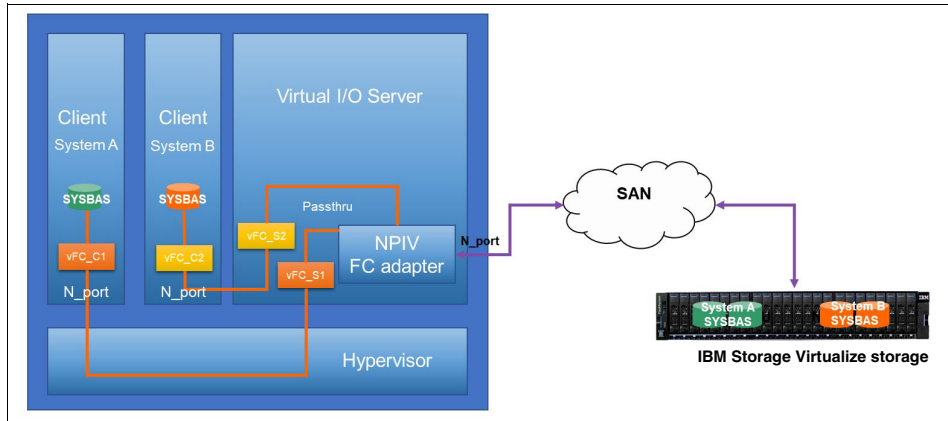 Client
System A
SYSBAS
vFC_C1
N_port
Client
System B
SYSBAS
vFC_C2
N_port
Virtual I/O Server
Passthru
vFC_S2
vFC_S1
NPIV
FC adapter
N_port
Hypervisor
SAN
System A
SYSBAS
System B
SYSBAS
IBM
IBM Storage Virtualize storage